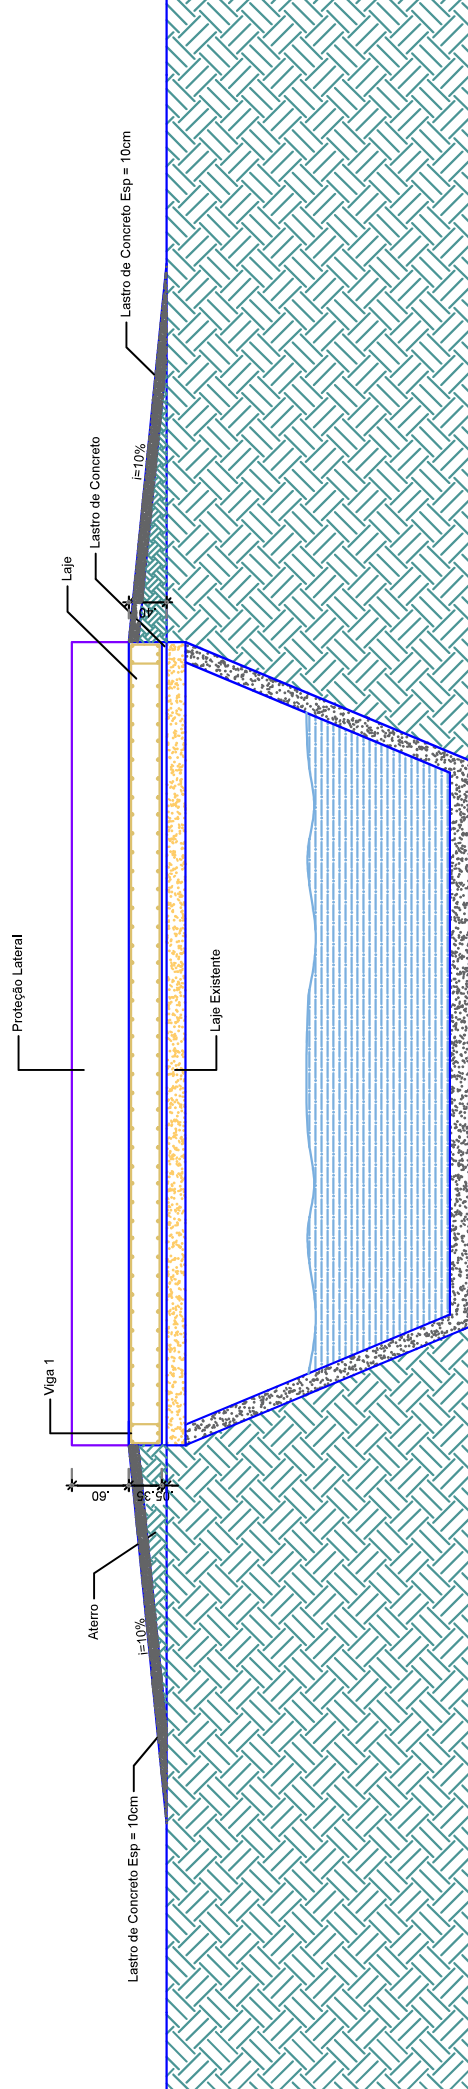 Lastro de Concreto Esp = 10cm
i=10%
Aterro
.60
.35
.05
Viga 1
Proteção Lateral
Laje Existente
Laje
Lastro de Concreto
.40
i=10%
Lastro de Concreto Esp = 10cm